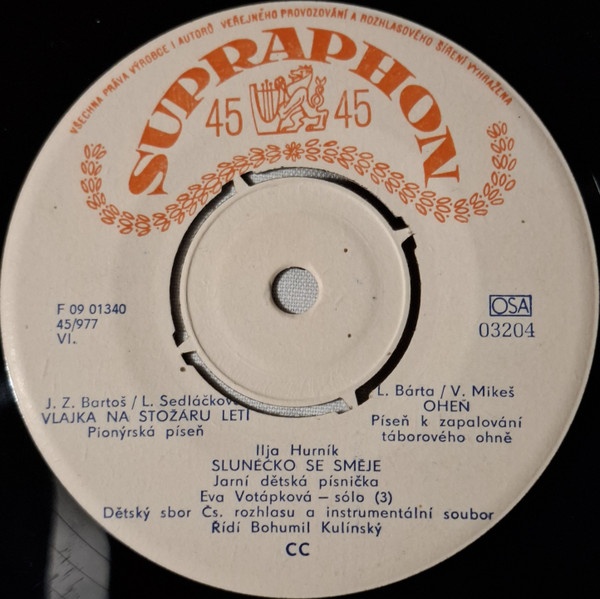 VŠECHNA PRÁVA VÝROBCE I AUTORŮ VEŘEJNÉHO PROVOZOVÁNÍ A ROZHLASOVÉHO ŠÍŘENÍ VYHRAZENA
SUPRAPHON
45 45
F 09 01340
45/977
VI.
OSA
03204
J. Z. Bartoš / L. Sedláčková
VLAJKA NA STOŽÁRU LETÍ
Pionýrská píseň
L. Bárta / V. Mikeš
OHEŇ
Píseň k zapalování
táborového ohně
Ilja Hurník
SLUNÉČKO SE SMĚJE
Jarní dětská písnička
Eva Votápková – sólo (3)
Dětský sbor Čs. rozhlasu a instrumentální soubor
Řídí Bohumil Kulínský
CC